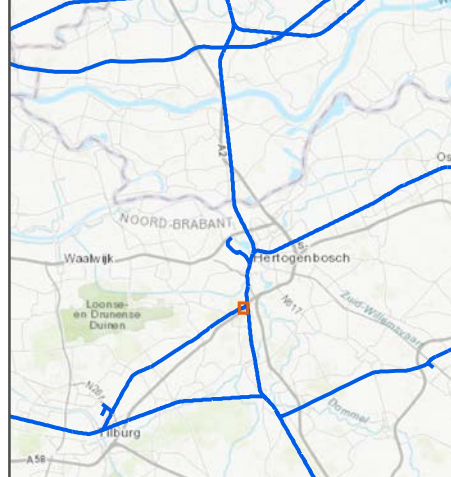 A2
Os
NOORD-BRABANT
Waalwijk
Hertogenbosch
Loonse-
en Drunense
Duinen
N617
Zuid-Willemsvaart
N261
Dommel
Tilburg
A58